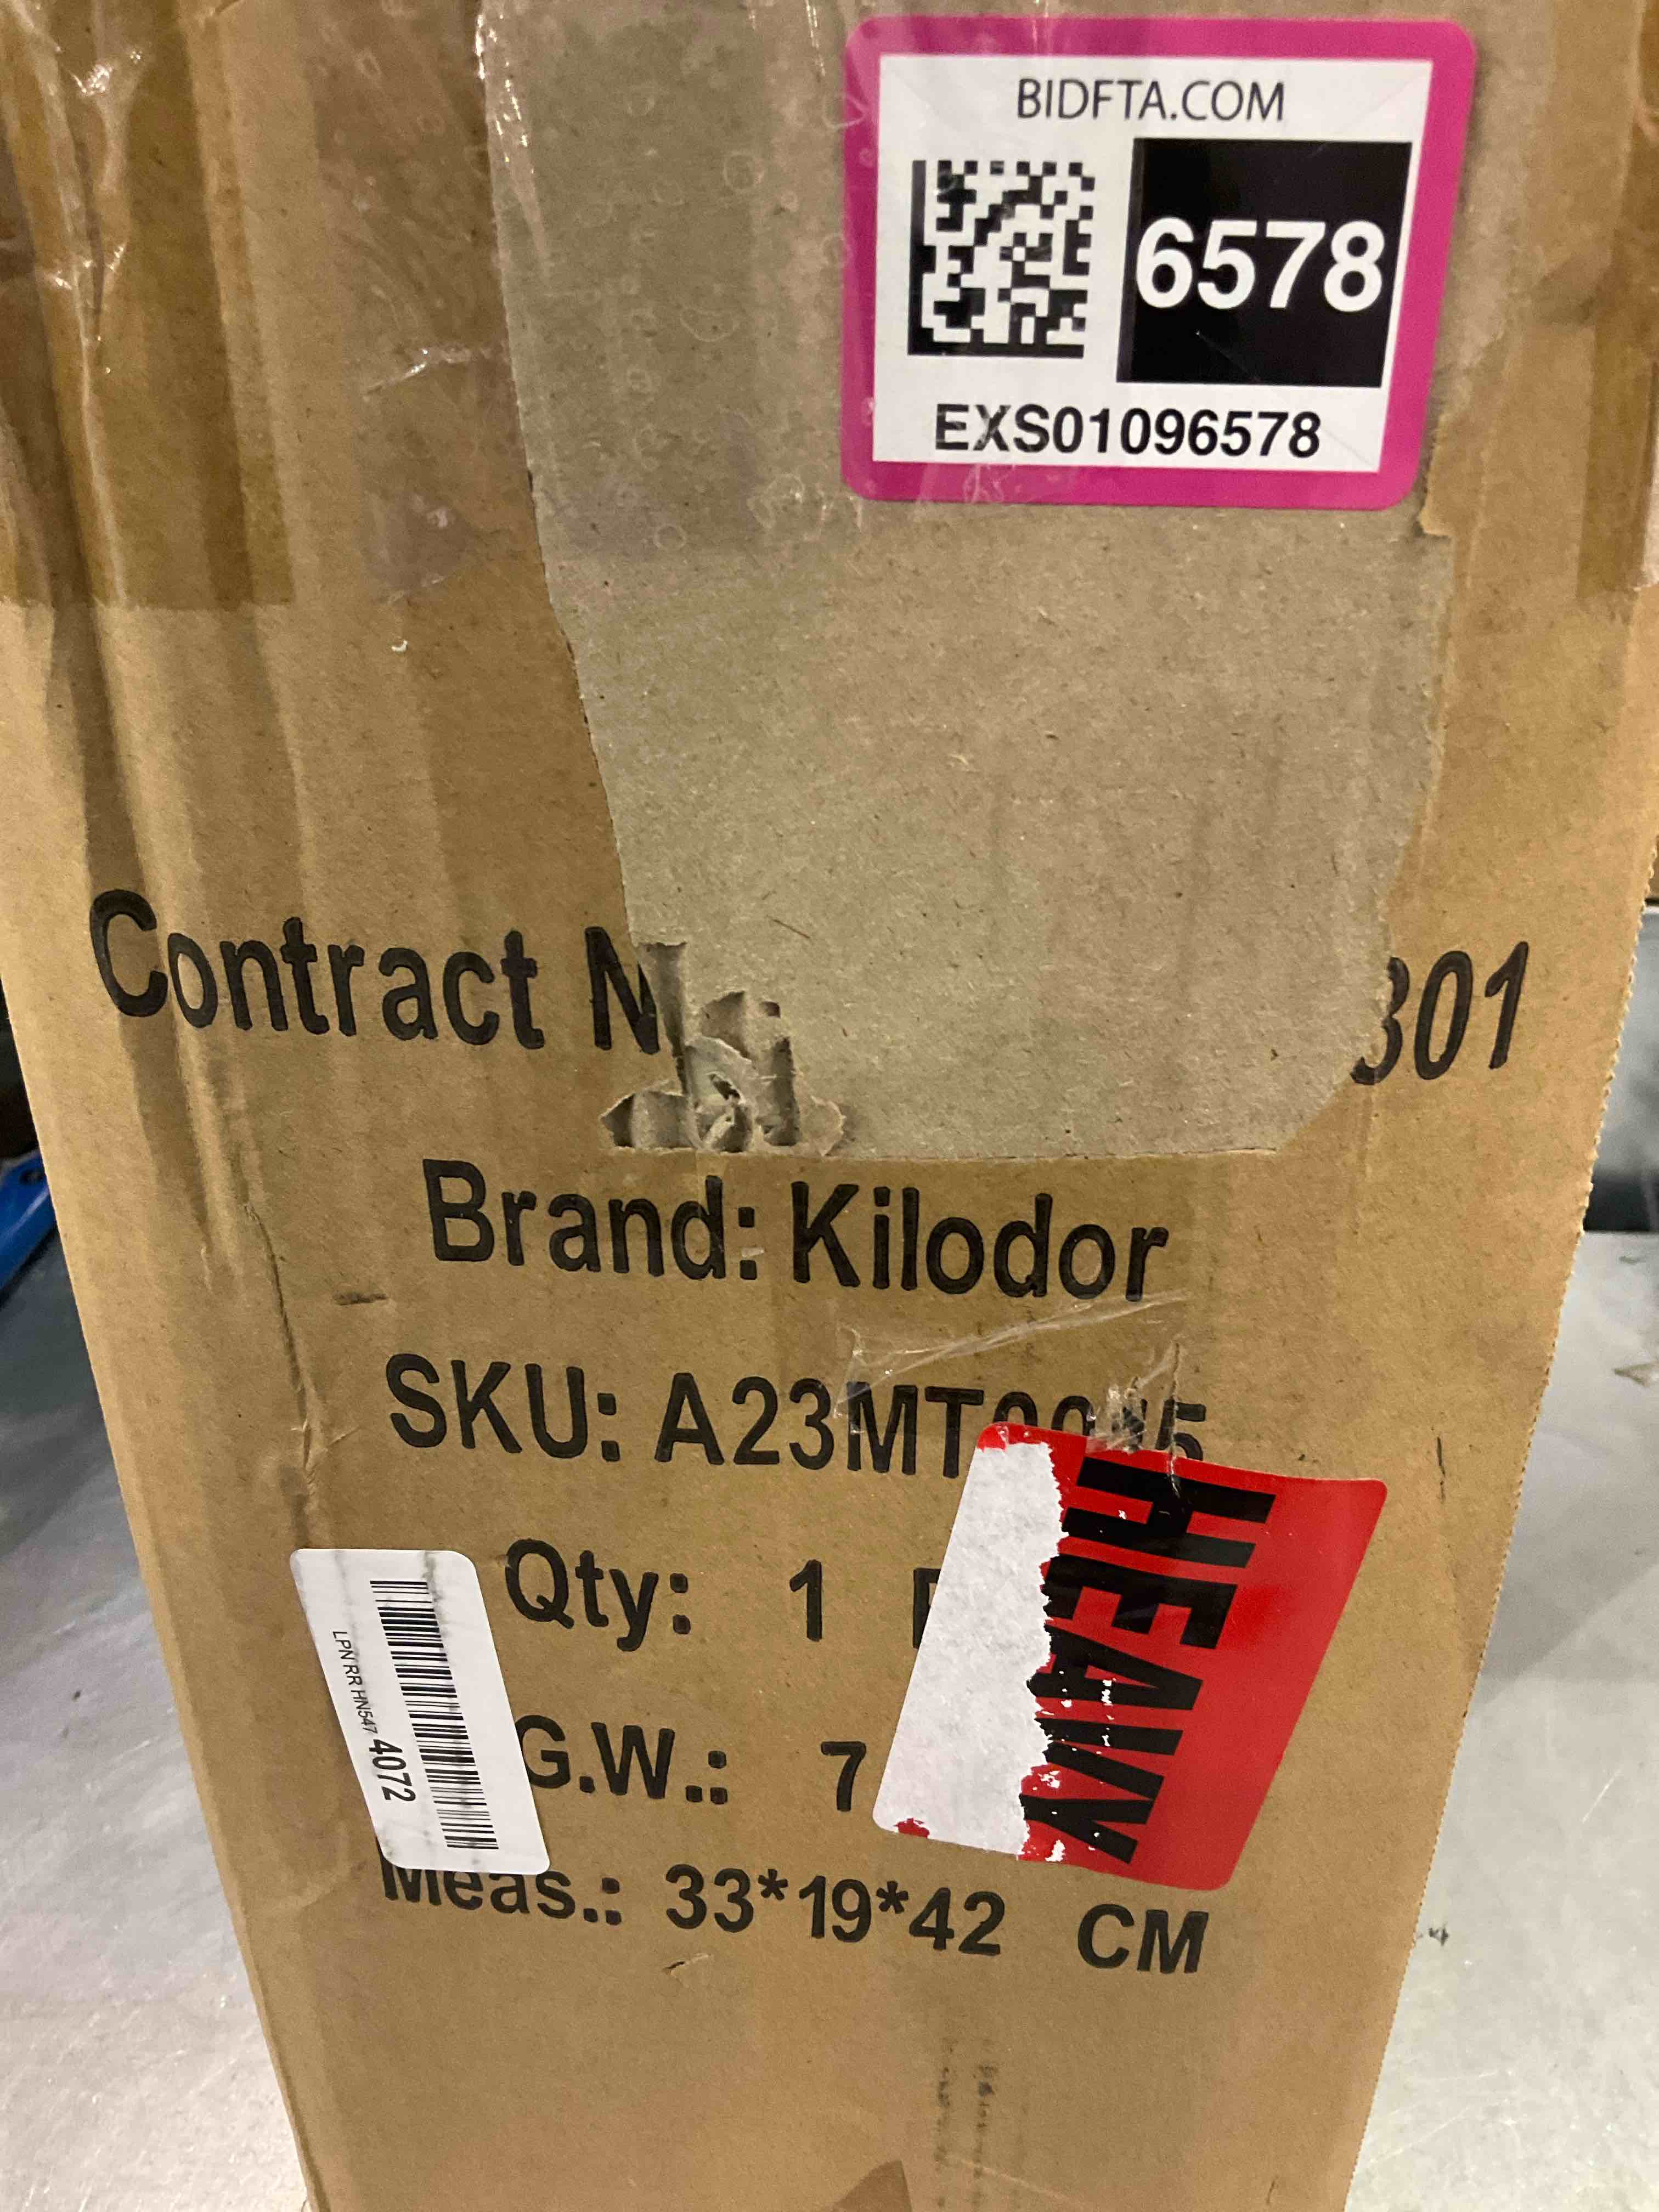 BIDFTA.COM
6578
EXS01096578
Contract N 301
Brand: Kilodor
SKU:
Qty: 1
G.W.: 7
Meas.: 33*19*42 CM
HEAVY
LPN RR HN547 4072